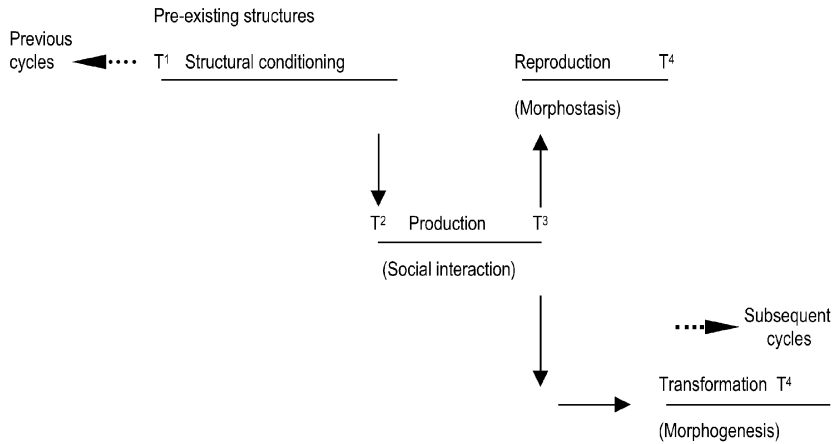 Pre-existing structures
Previous
cycles
T¹ Structural conditioning
Reproduction T⁴
(Morphostasis)
T² Production T³
(Social interaction)
Subsequent
cycles
Transformation T⁴
(Morphogenesis)